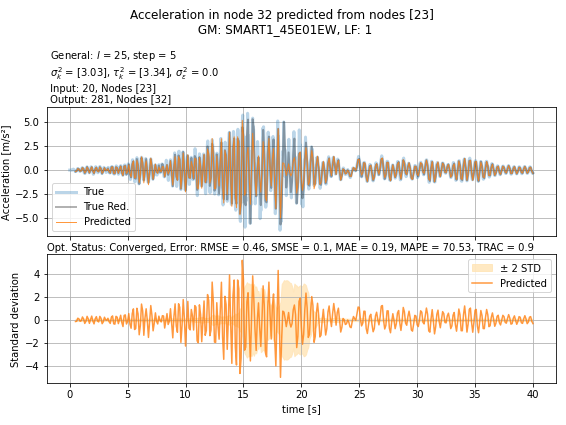 Acceleration in node 32 predicted from nodes [23]
GM: SMART1_45E01EW, LF: 1
General: l = 25, step = 5
σ²ₖ = [3.03], τ²ₖ = [3.34], σ²ε = 0.0
Input: 20, Nodes [23]
Output: 281, Nodes [32]
Acceleration [m/s²]
5.0
2.5
0.0
−2.5
−5.0
True
True Red.
Predicted
Opt. Status: Converged, Error: RMSE = 0.46, SMSE = 0.1, MAE = 0.19, MAPE = 70.53, TRAC = 0.9
Standard deviation
4
2
0
−2
−4
± 2 STD
Predicted
0 5 10 15 20 25 30 35 40
time [s]